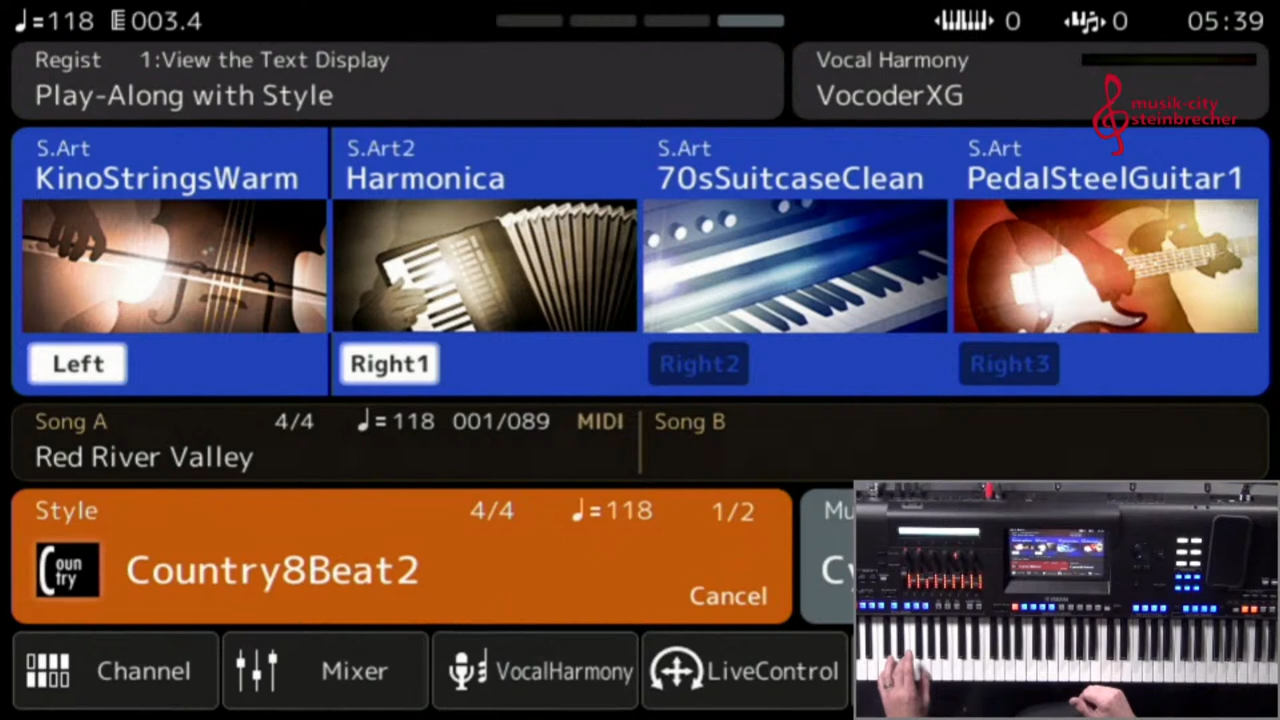 ♩=118 003.4 0 0 05:39
Regist 1:View the Text Display
Play-Along with Style
Vocal Harmony
VocoderXG
musik-city
steinbrecher
S.Art
KinoStringsWarm
S.Art2
Harmonica
S.Art
70sSuitcaseClean
S.Art
PedalSteelGuitar1
Left
Right1
Right2
Right3
Song A 4/4 ♩=118 001/089 MIDI
Red River Valley
Song B
Style 4/4 ♩=118 1/2
Country
Country8Beat2
Cancel
Mu
Channel
Mixer
VocalHarmony
LiveControl